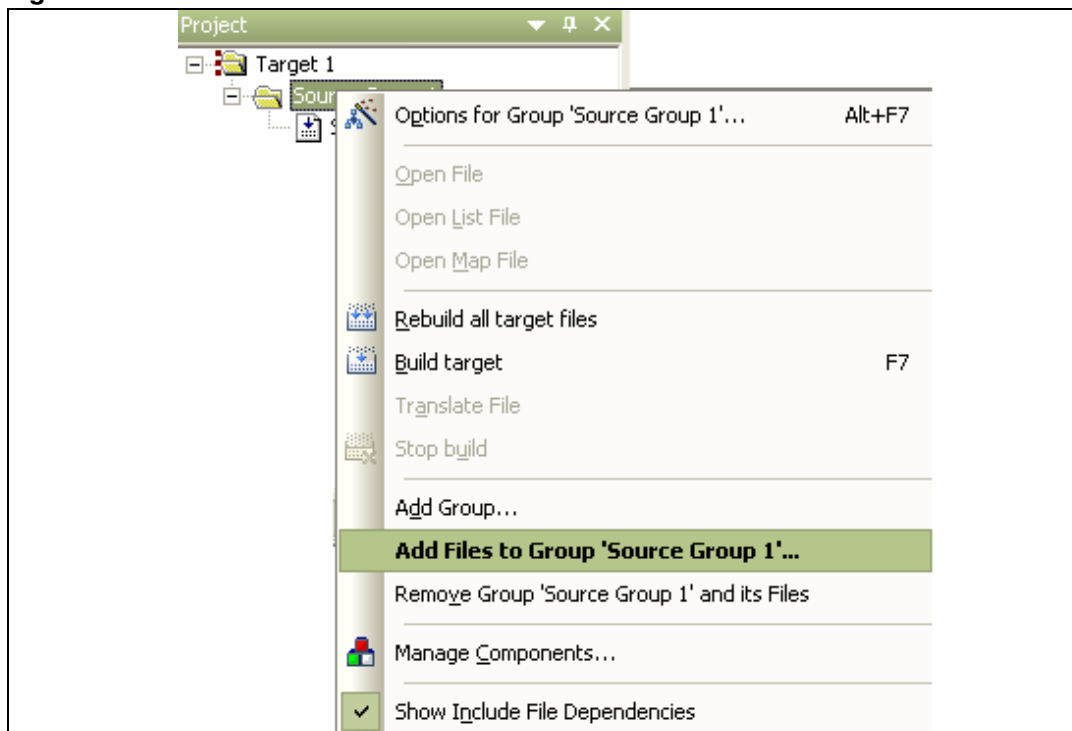 Project
Target 1
Options for Group 'Source Group 1'... Alt+F7
Open File
Open List File
Open Map File
Rebuild all target files
Build target F7
Translate File
Stop build
Add Group...
Add Files to Group 'Source Group 1'...
Remove Group 'Source Group 1' and its Files
Manage Components...
Show Include File Dependencies